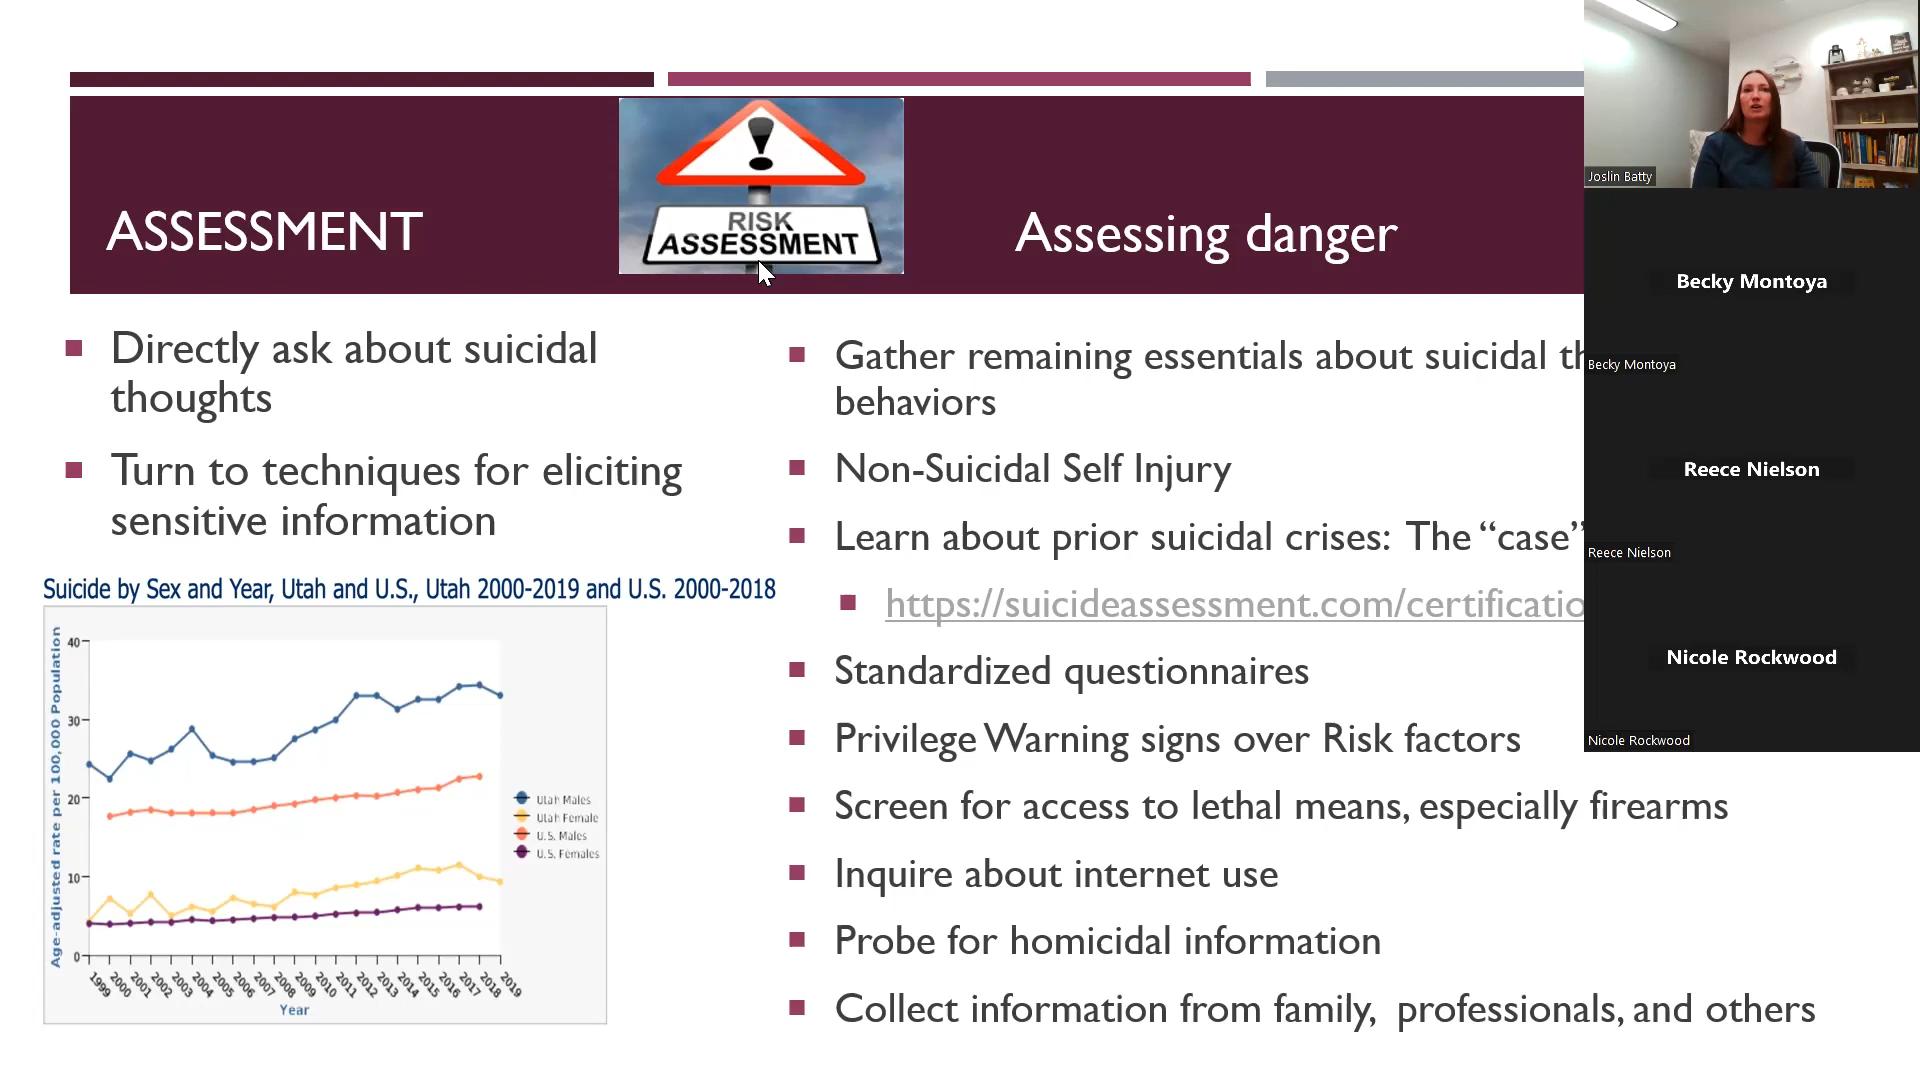 ASSESSMENT
RISK
ASSESSMENT
Assessing danger
Directly ask about suicidal
thoughts
Turn to techniques for eliciting
sensitive information
Suicide by Sex and Year, Utah and U.S., Utah 2000-2019 and U.S. 2000-2018
Age-adjusted rate per 100,000 Population
40
30
20
10
0
1999
2000
2001
2002
2003
2004
2005
2006
2007
2008
2009
2010
2011
2012
2013
2014
2015
2016
2017
2018
2019
Year
Utah Males
Utah Female
U.S. Males
U.S. Females
Gather remaining essentials about suicidal th
behaviors
Non-Suicidal Self Injury
Learn about prior suicidal crises: The “case”
https://suicideassessment.com/certificatio
Standardized questionnaires
Privilege Warning signs over Risk factors
Screen for access to lethal means, especially firearms
Inquire about internet use
Probe for homicidal information
Collect information from family, professionals, and others
Joslin Batty
Becky Montoya
Becky Montoya
Reece Nielson
Reece Nielson
Nicole Rockwood
Nicole Rockwood